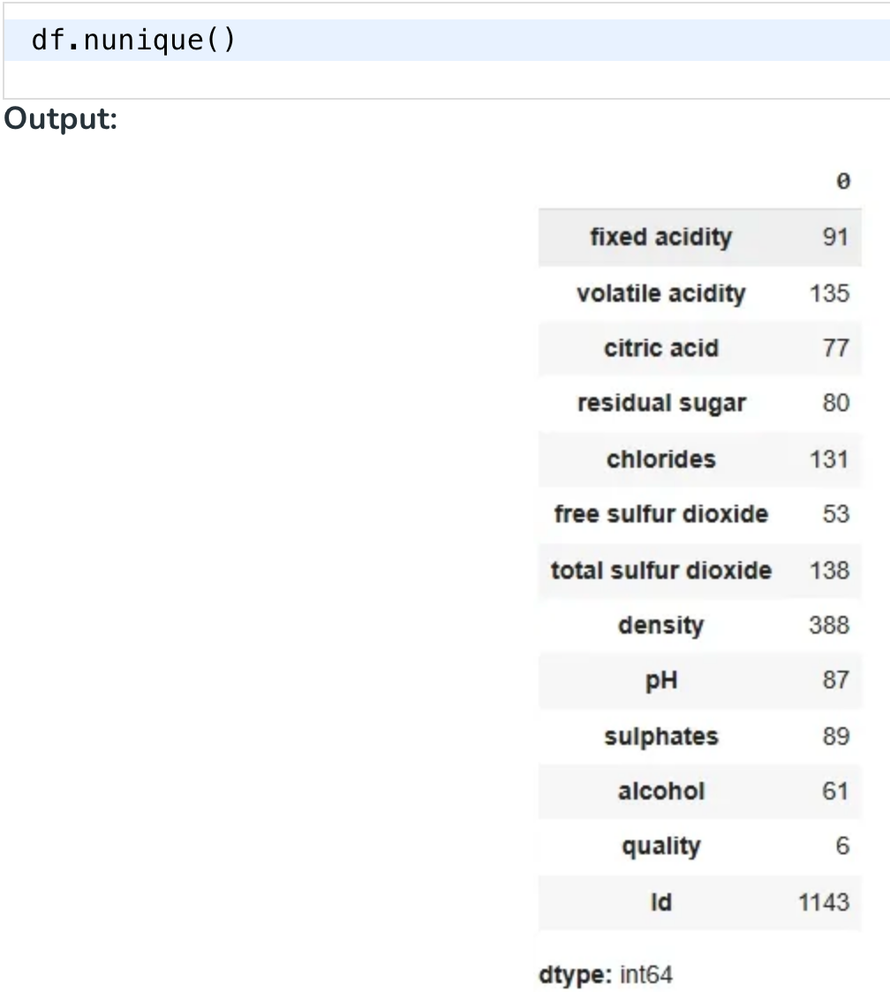 df.nunique()
Output:
0
fixed acidity 91
volatile acidity 135
citric acid 77
residual sugar 80
chlorides 131
free sulfur dioxide 53
total sulfur dioxide 138
density 388
pH 87
sulphates 89
alcohol 61
quality 6
Id 1143
dtype: int64